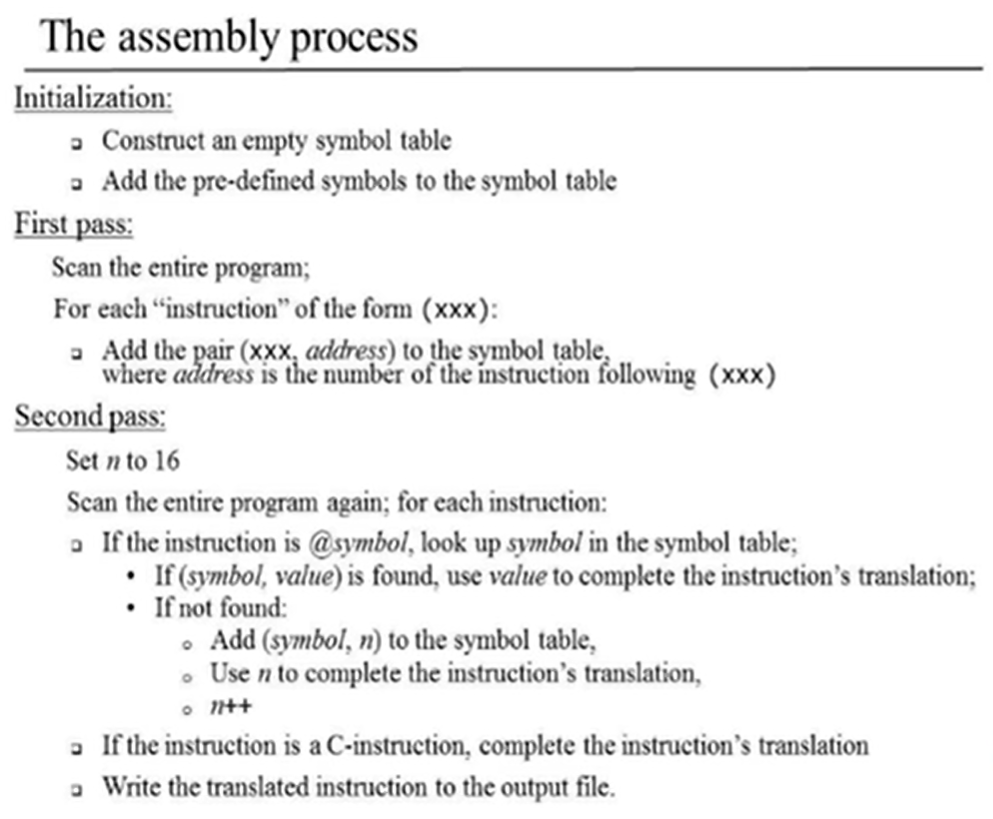 The assembly process
Initialization:
Construct an empty symbol table
Add the pre-defined symbols to the symbol table
First pass:
Scan the entire program;
For each “instruction” of the form (xxx):
Add the pair (xxx, address) to the symbol table,
where address is the number of the instruction following (xxx)
Second pass:
Set n to 16
Scan the entire program again; for each instruction:
If the instruction is @symbol, look up symbol in the symbol table;
• If (symbol, value) is found, use value to complete the instruction’s translation;
• If not found:
Add (symbol, n) to the symbol table,
Use n to complete the instruction’s translation,
n++
If the instruction is a C-instruction, complete the instruction’s translation
Write the translated instruction to the output file.